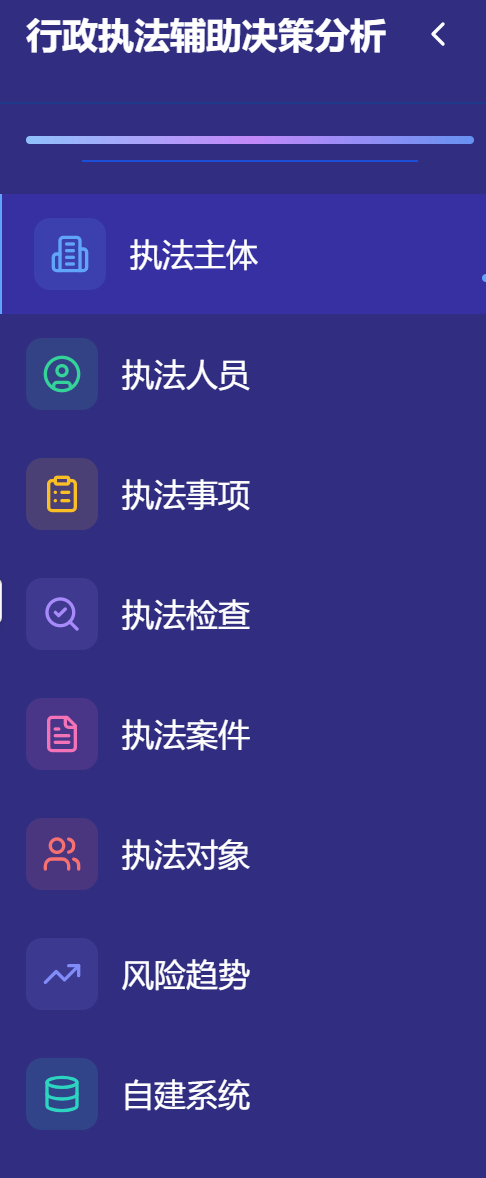 行政执法辅助决策分析
执法主体
执法人员
执法事项
执法检查
执法案件
执法对象
风险趋势
自建系统